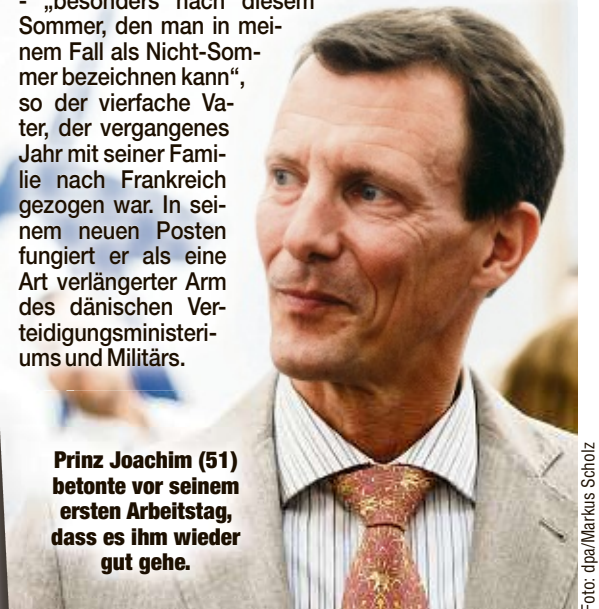 - „besonders nach diesem
Sommer, den man in mei-
nem Fall als Nicht-Som-
mer bezeichnen kann“,
so der vierfache Va-
ter, der vergangenes
Jahr mit seiner Fami-
lie nach Frankreich
gezogen war. In sei-
nem neuen Posten
fungiert er als eine
Art verlängerter Arm
des dänischen Ver-
teidigungsministeri-
ums und Militärs.
Prinz Joachim (51)
betonte vor seinem
ersten Arbeitstag,
dass es ihm wieder
gut gehe.
Foto: dpa/Markus Scholz